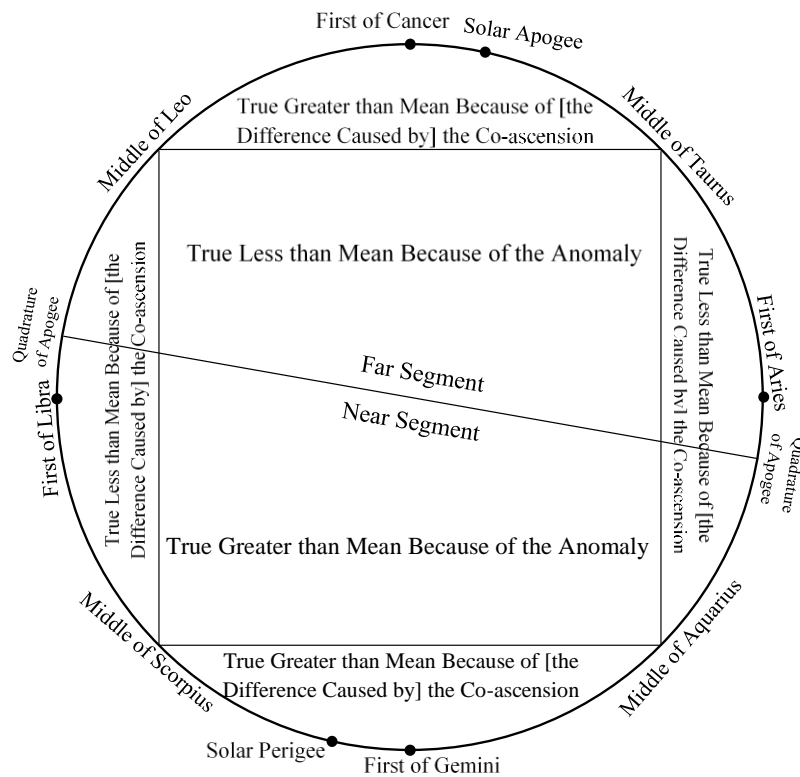 First of Cancer
Solar Apogee
Middle of Leo
True Greater than Mean Because of [the
Difference Caused by] the Co-ascension
Middle of Taurus
True Less than Mean Because of the Anomaly
Quadrature
of Apogee
True Less than Mean Because of [the
Difference Caused by] the Co-ascension
True Less than Mean Because of [the
Difference Caused by] the Co-ascension
First of Aries
Far Segment
Near Segment
First of Libra
Quadrature
of Apogee
True Greater than Mean Because of the Anomaly
Middle of Scorpius
Middle of Aquarius
True Greater than Mean Because of [the
Difference Caused by] the Co-ascension
Solar Perigee
First of Gemini